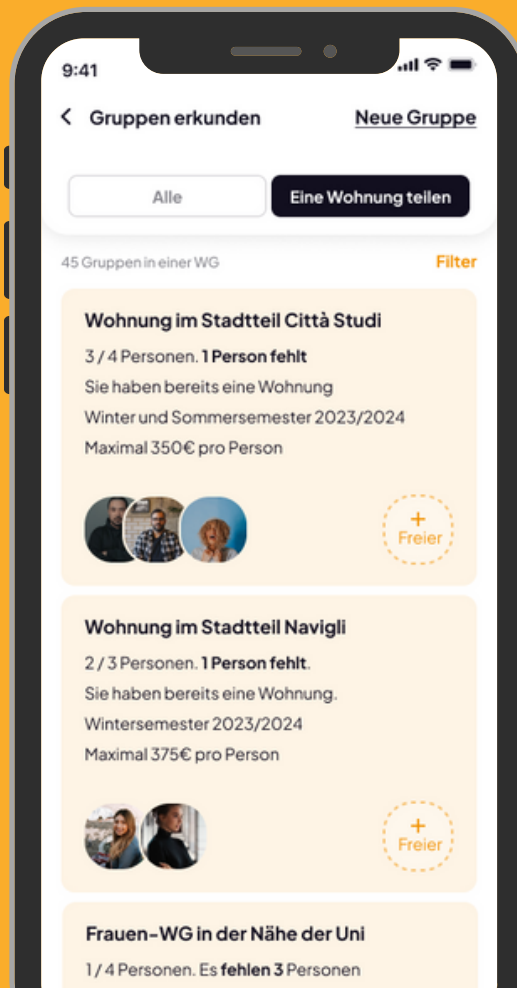 9:41
Gruppen erkunden
Neue Gruppe
Alle
Eine Wohnung teilen
45 Gruppen in einer WG
Filter
Wohnung im Stadtteil Città Studi
3 / 4 Personen. 1 Person fehlt
Sie haben bereits eine Wohnung
Winter und Sommersemester 2023/2024
Maximal 350€ pro Person
+
Freier
Wohnung im Stadtteil Navigli
2 / 3 Personen. 1 Person fehlt.
Sie haben bereits eine Wohnung.
Wintersemester 2023/2024
Maximal 375€ pro Person
+
Freier
Frauen-WG in der Nähe der Uni
1 / 4 Personen. Es fehlen 3 Personen